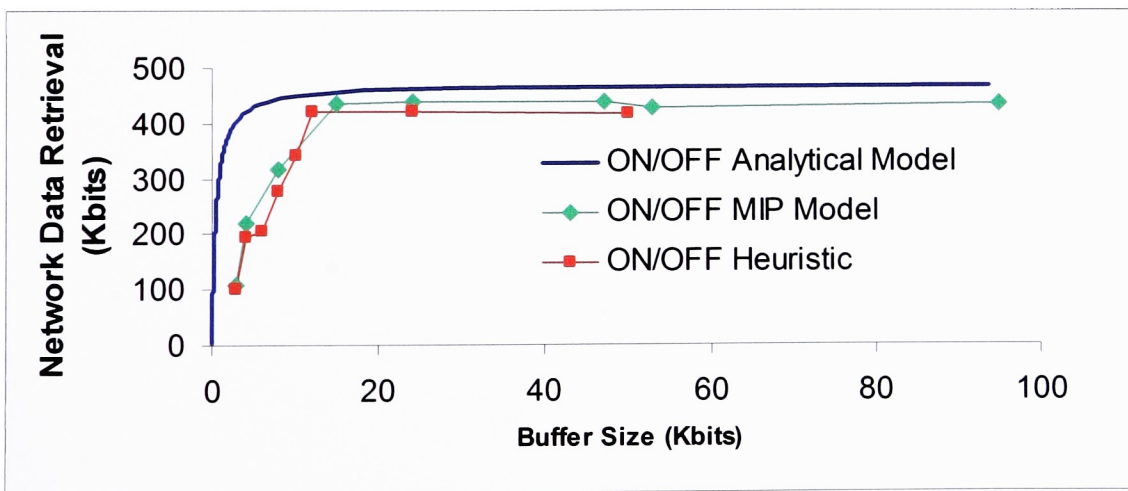 Network Data Retrieval
(Kbits)
500
400
300
200
100
0
ON/OFF Analytical Model
ON/OFF MIP Model
ON/OFF Heuristic
0 20 40 60 80 100
Buffer Size (Kbits)